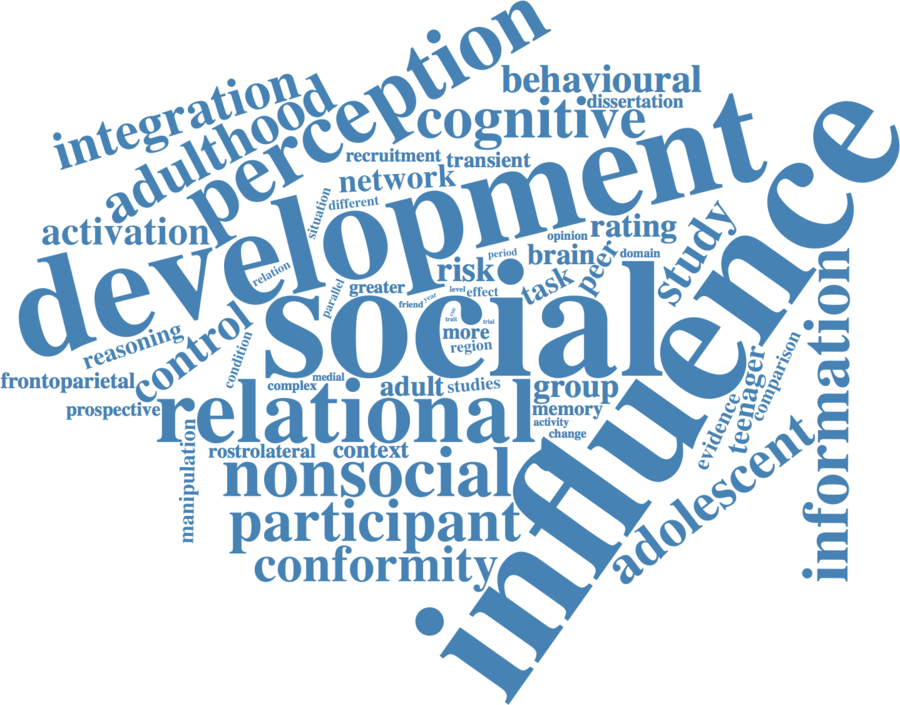 perception
behavioural
integration
dissertation
adulthood
cognitive
recruitment
transient
network
development
influence
situation
different
activation
rating
study
opinion
brain
peer
domain
period
risk
relation
task
greater
parallel
level
effect
friend
year
social
information
trait
trial
more
region
control
reasoning
condition
frontoparietal
complex
medial
adult
studies
group
teenager
comparison
evidence
prospective
relational
memory
activity
change
manipulation
rostrolateral
context
adolescent
nonsocial
participant
conformity